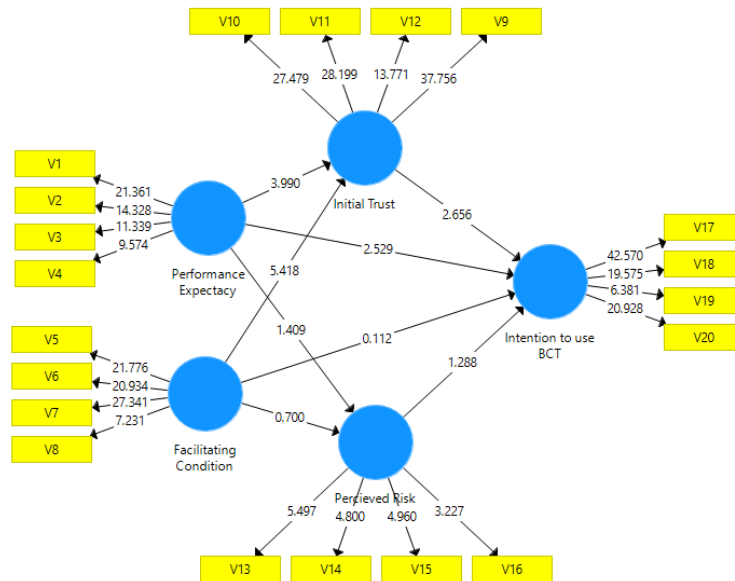 V10
V11
V12
V9
27.479
28.199
13.771
37.756
V1
V2
V3
V4
21.361
14.328
11.339
9.574
Performance
Expectacy
3.990
Initial Trust
2.656
5.418
2.529
1.409
0.112
Intention to use
BCT
V17
V18
V19
V20
42.570
19.575
6.381
20.928
V5
V6
V7
V8
21.776
20.934
27.341
7.231
Facilitating
Condition
0.700
1.288
Percieved Risk
5.497
4.800
4.960
3.227
V13
V14
V15
V16